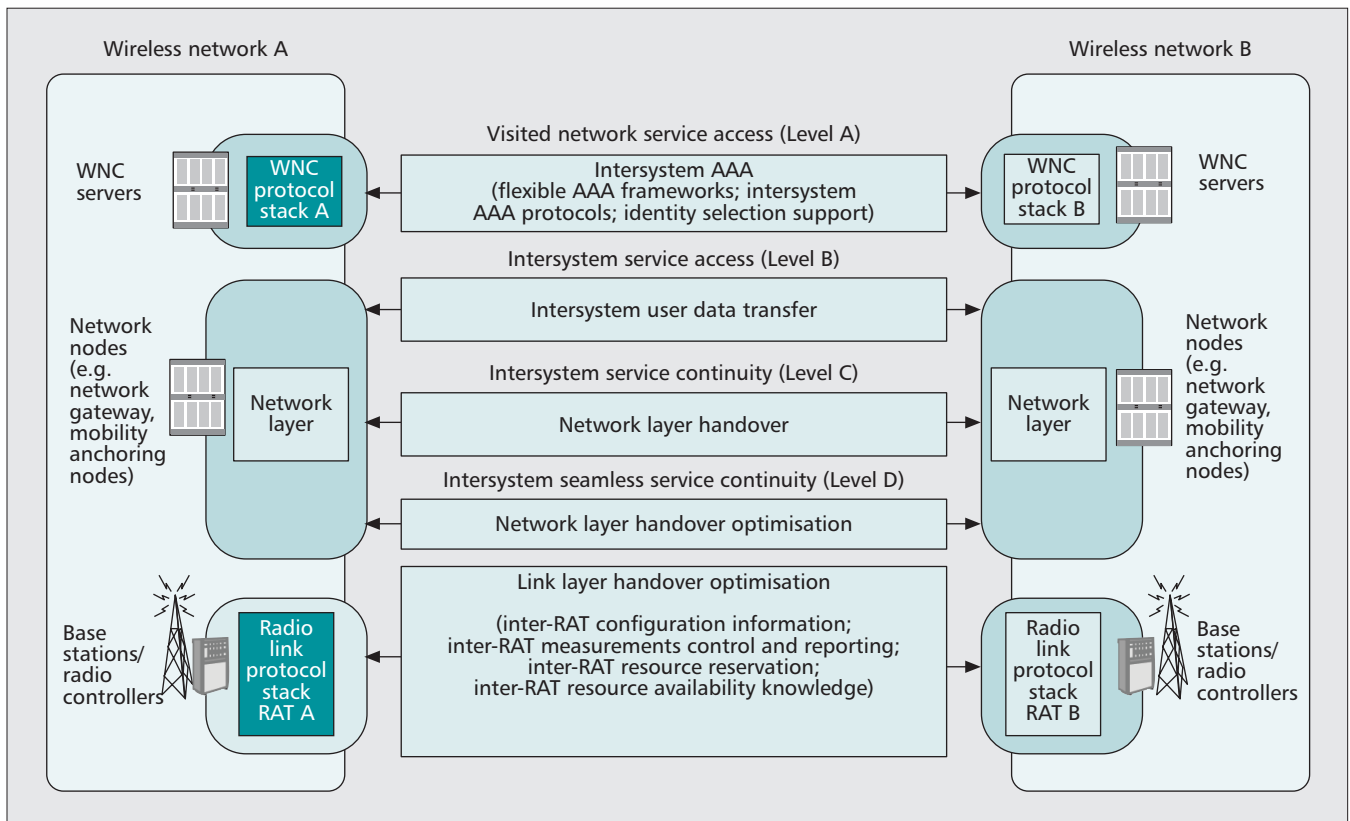 Wireless network A
Wireless network B
Visited network service access (Level A)
WNC
servers
WNC
protocol
stack A
Intersystem AAA
(flexible AAA frameworks; intersystem
AAA protocols; identity selection support)
WNC
protocol
stack B
WNC
servers
Intersystem service access (Level B)
Intersystem user data transfer
Network
nodes
(e.g.
network
gateway,
mobility
anchoring
nodes)
Network
layer
Intersystem service continuity (Level C)
Network layer handover
Network
layer
Network
nodes
(e.g.
network
gateway,
mobility
anchoring
nodes)
Intersystem seamless service continuity (Level D)
Network layer handover optimisation
Link layer handover optimisation
(inter-RAT configuration information;
inter-RAT measurements control and reporting;
inter-RAT resource reservation;
inter-RAT resource availability knowledge)
Base
stations/
radio
controllers
Radio
link
protocol
stack
RAT A
Radio
link
protocol
stack
RAT B
Base
stations/
radio
controllers